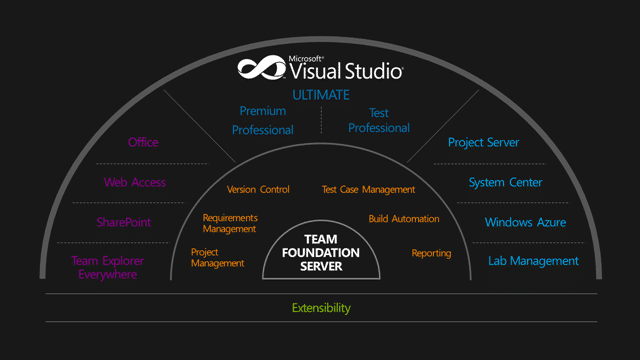 Microsoft®
Visual Studio®
ULTIMATE
Premium
Professional
Test
Professional
Office
Web Access
SharePoint
Team Explorer
Everywhere
Project Server
System Center
Windows Azure
Lab Management
Version Control
Test Case Management
Requirements
Management
Build Automation
Project
Management
Reporting
TEAM
FOUNDATION
SERVER
Extensibility